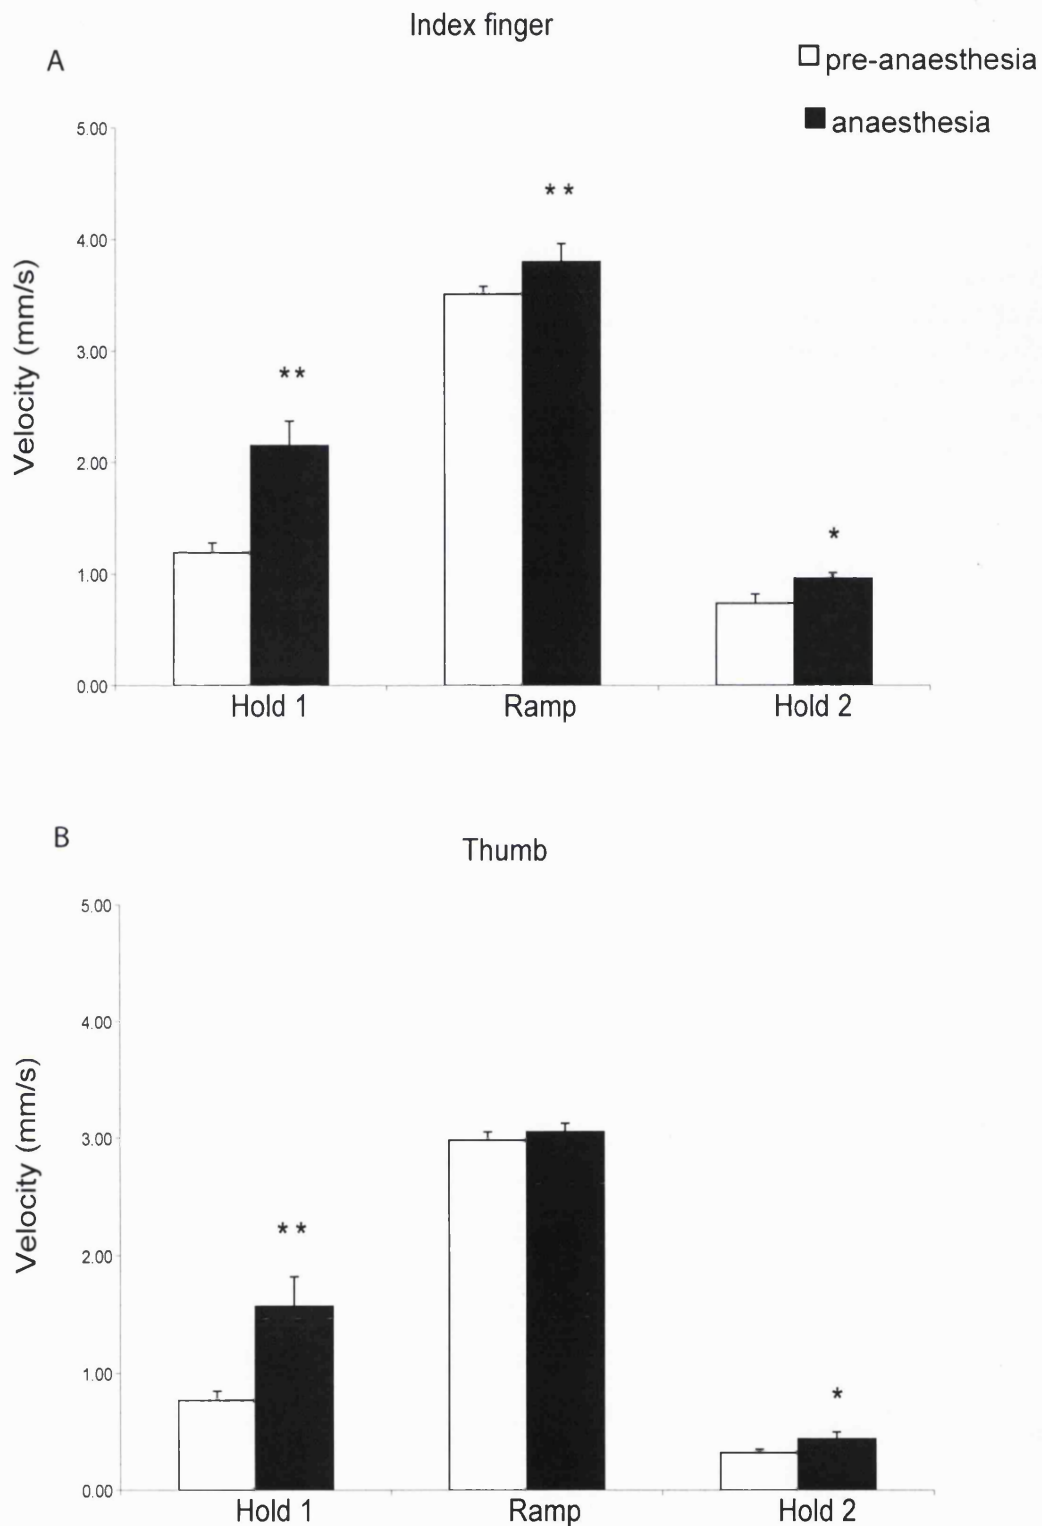 Index finger
A
pre-anaesthesia
anaesthesia
5.00
**
4.00
3.00
**
2.00
*
1.00
0.00
Velocity (mm/s)
Hold 1 Ramp Hold 2
B
Thumb
5.00
4.00
3.00
**
2.00
1.00
*
0.00
Velocity (mm/s)
Hold 1 Ramp Hold 2